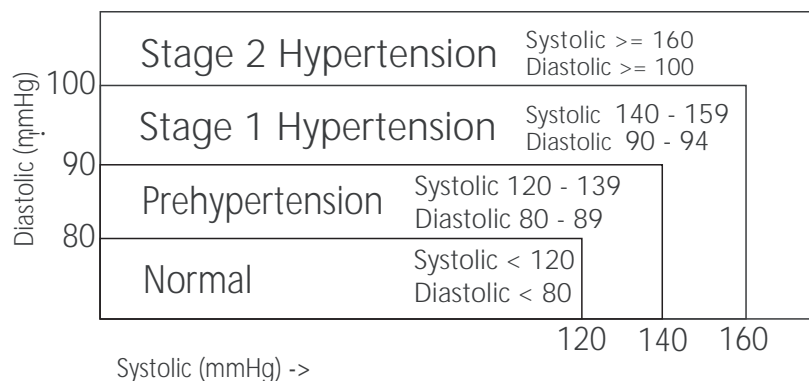 Stage 2 Hypertension
Systolic >= 160
Diastolic >= 100
100
Stage 1 Hypertension
Systolic 140 - 159
Diastolic 90 - 94
90
Prehypertension
Systolic 120 - 139
Diastolic 80 - 89
80
Normal
Systolic < 120
Diastolic < 80
Diastolic (mmHg)
120 140 160
Systolic (mmHg) ->